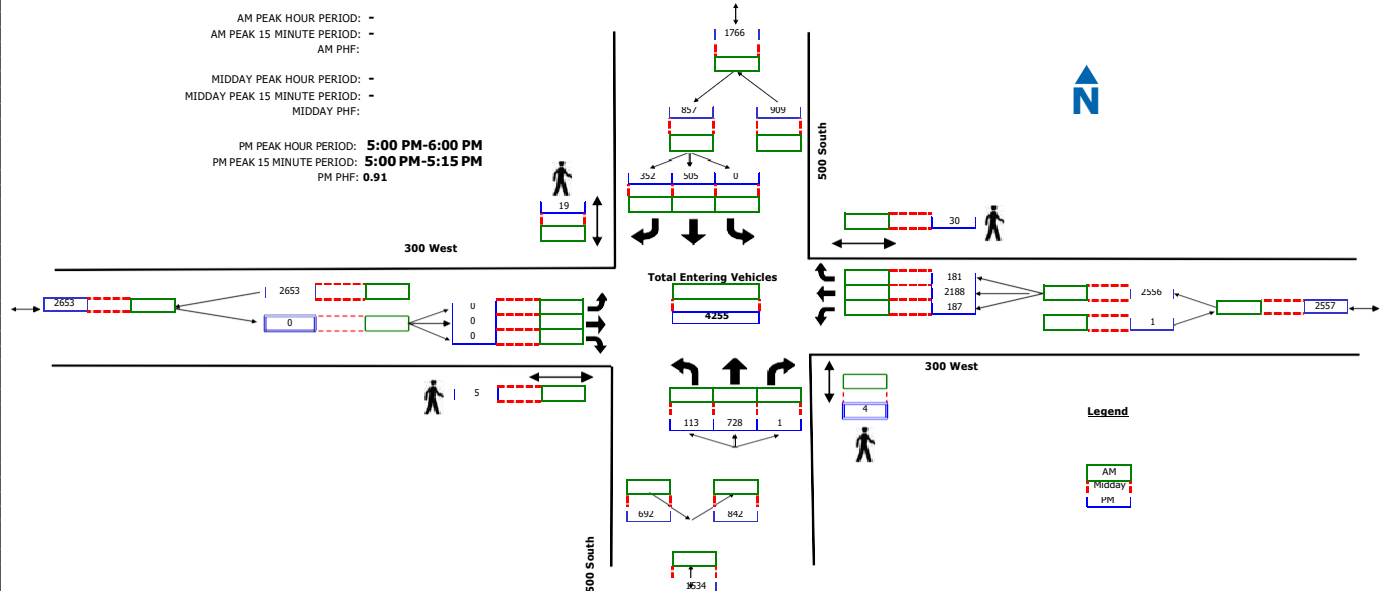 AM PEAK HOUR PERIOD: -
AM PEAK 15 MINUTE PERIOD: -
AM PHF:
MIDDAY PEAK HOUR PERIOD: -
MIDDAY PEAK 15 MINUTE PERIOD: -
MIDDAY PHF:
PM PEAK HOUR PERIOD: 5:00 PM-6:00 PM
PM PEAK 15 MINUTE PERIOD: 5:00 PM-5:15 PM
PM PHF: 0.91
1766
N
857 909
500 South
352 505 0
19
30
300 West
Total Entering Vehicles
4255
2653
2653
0
0
0
0
181
2188
187
2556
1
2557
300 West
5
4
113 728 1
Legend
AM
Midday
PM
692 842
500 South
1534